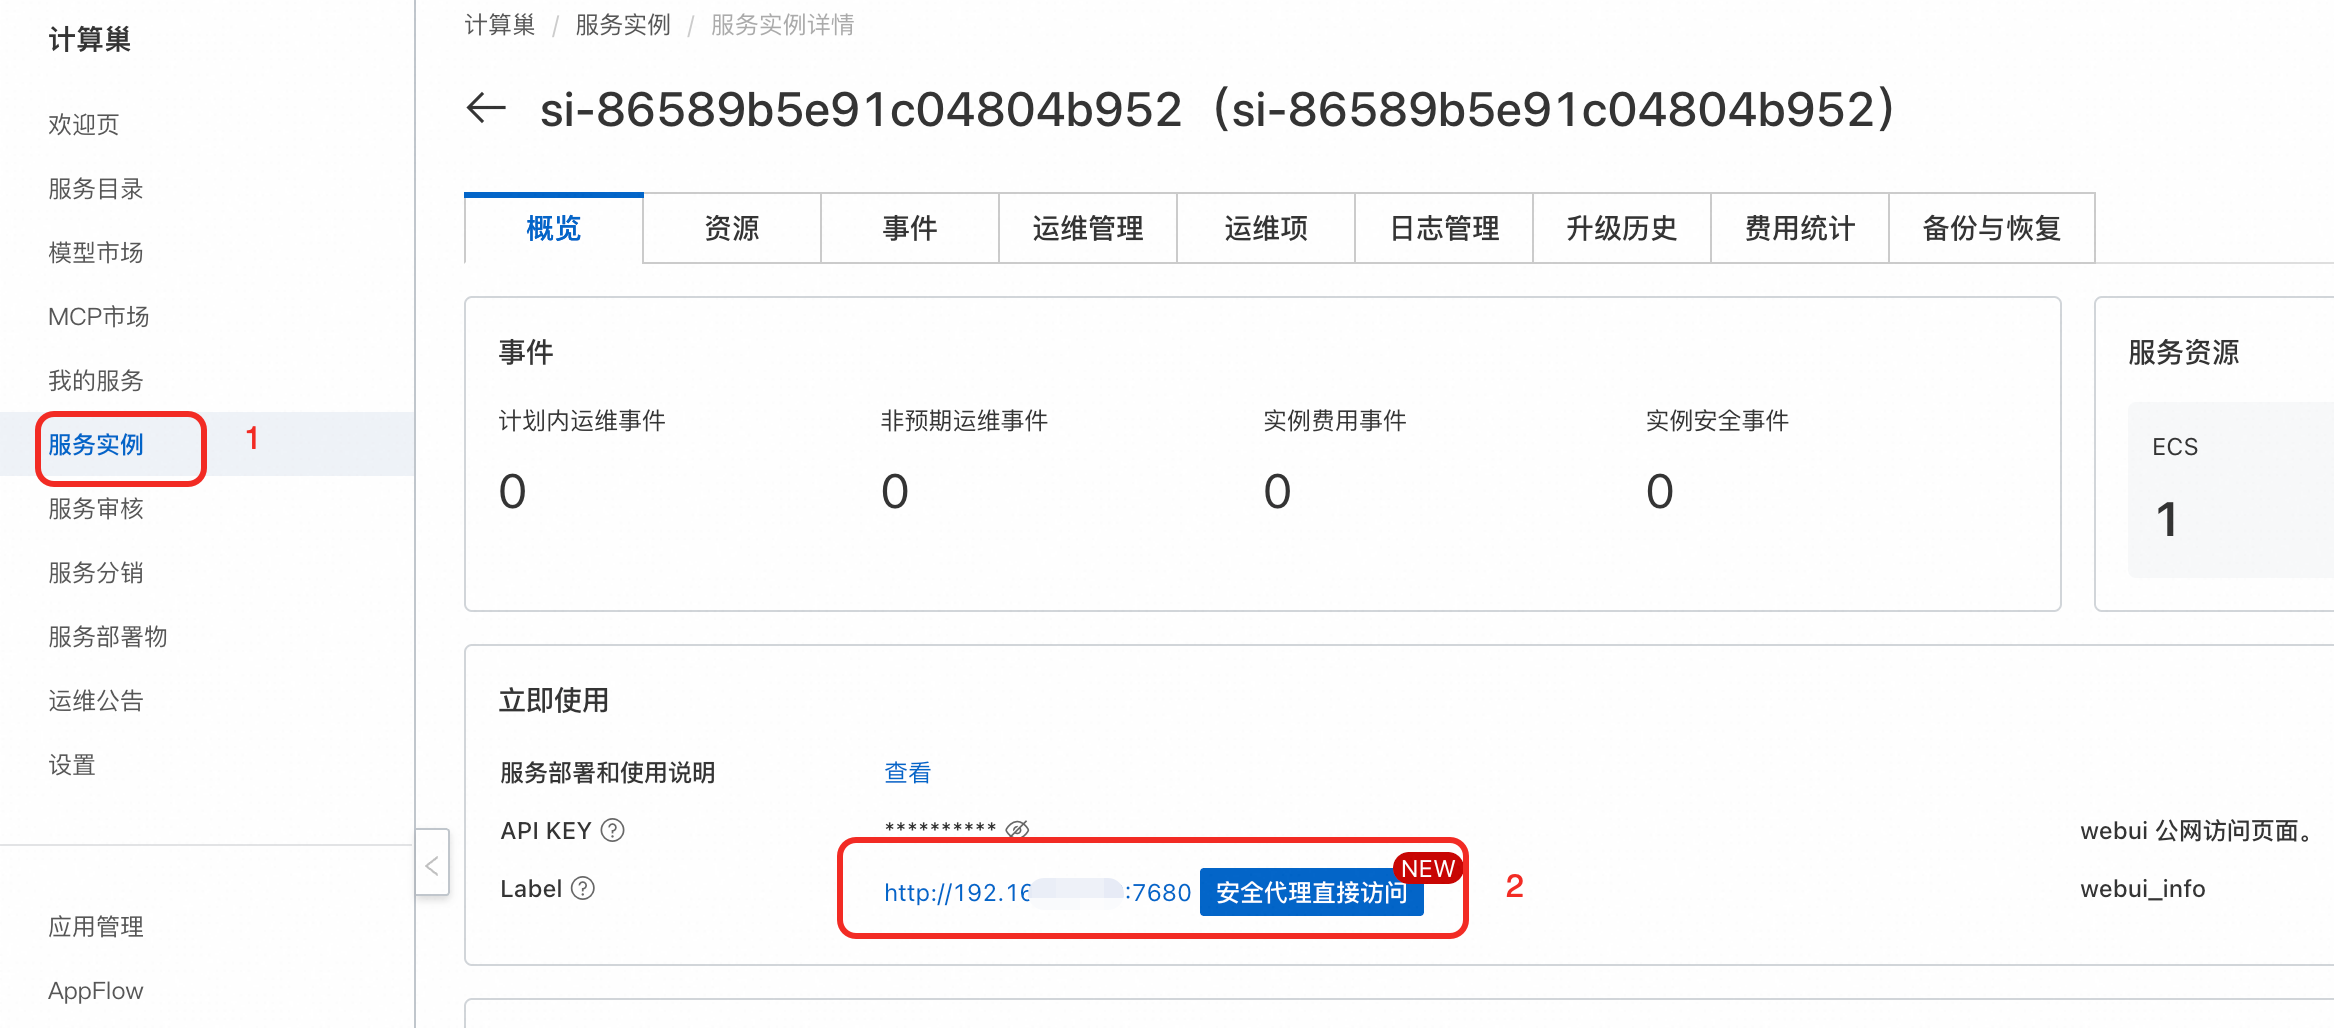 计算巢
欢迎页
服务目录
模型市场
MCP市场
我的服务
服务实例
1
服务审核
服务分销
服务部署物
运维公告
设置
应用管理
AppFlow
计算巢 / 服务实例 / 服务实例详情
si-86589b5e91c04804b952（si-86589b5e91c04804b952）
概览 资源 事件 运维管理 运维项 日志管理 升级历史 费用统计 备份与恢复
事件
计划内运维事件 非预期运维事件 实例费用事件 实例安全事件
0 0 0 0
服务资源
ECS
1
立即使用
服务部署和使用说明 查看
API KEY ? ********** webui 公网访问页面。
Label ? http://192.16 :7680 安全代理直接访问 NEW 2 webui_info